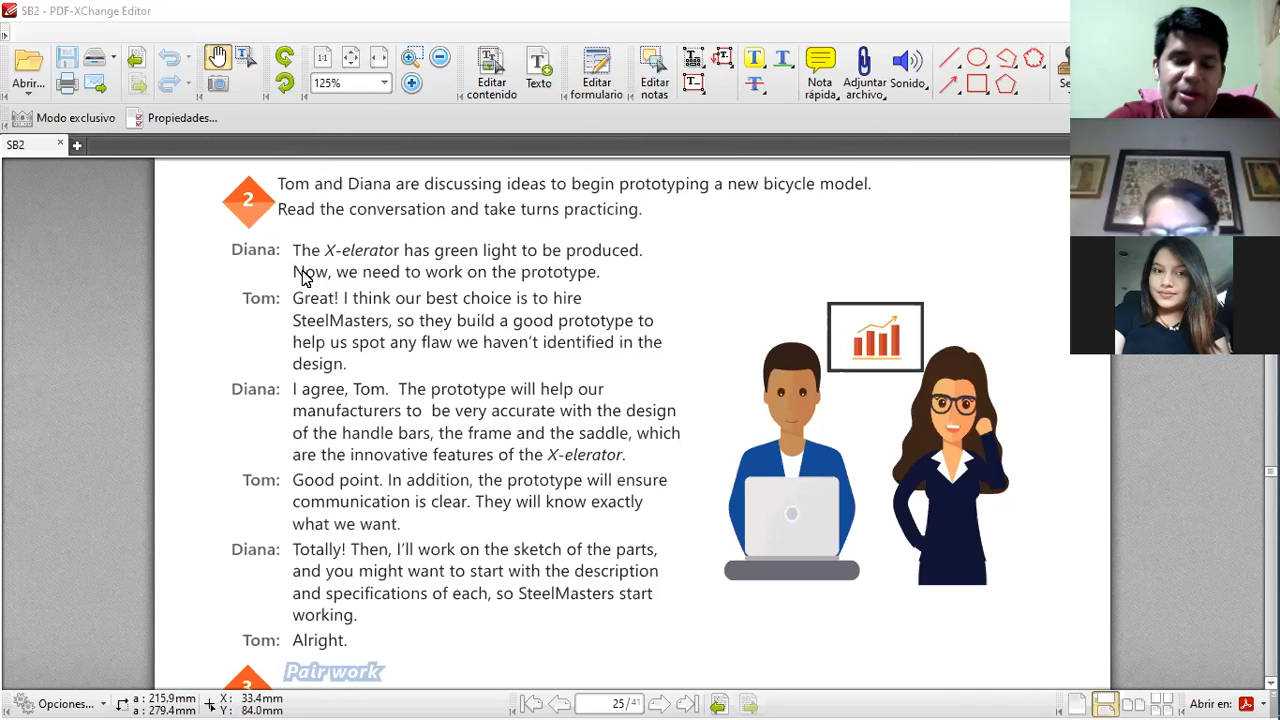 SB2 - PDF-XChange Editor
Abrir...
1:1
125%
Editar contenido
Texto
Editar formulario
Editar notas
Nota rápida
Adjuntar archivo
Sonido
Se
Modo exclusivo
Propiedades...
SB2
2
Tom and Diana are discussing ideas to begin prototyping a new bicycle model.
Read the conversation and take turns practicing.
Diana: The X-elerator has green light to be produced.
Now, we need to work on the prototype.
Tom: Great! I think our best choice is to hire
SteelMasters, so they build a good prototype to
help us spot any flaw we haven't identified in the
design.
Diana: I agree, Tom. The prototype will help our
manufacturers to be very accurate with the design
of the handle bars, the frame and the saddle, which
are the innovative features of the X-elerator.
Tom: Good point. In addition, the prototype will ensure
communication is clear. They will know exactly
what we want.
Diana: Totally! Then, I'll work on the sketch of the parts,
and you might want to start with the description
and specifications of each, so SteelMasters start
working.
Tom: Alright.
3
Pair work
Opciones...
a : 215.9mm
a : 279.4mm
X : 33.4mm
Y : 84.0mm
25 / 41
Abrir en: